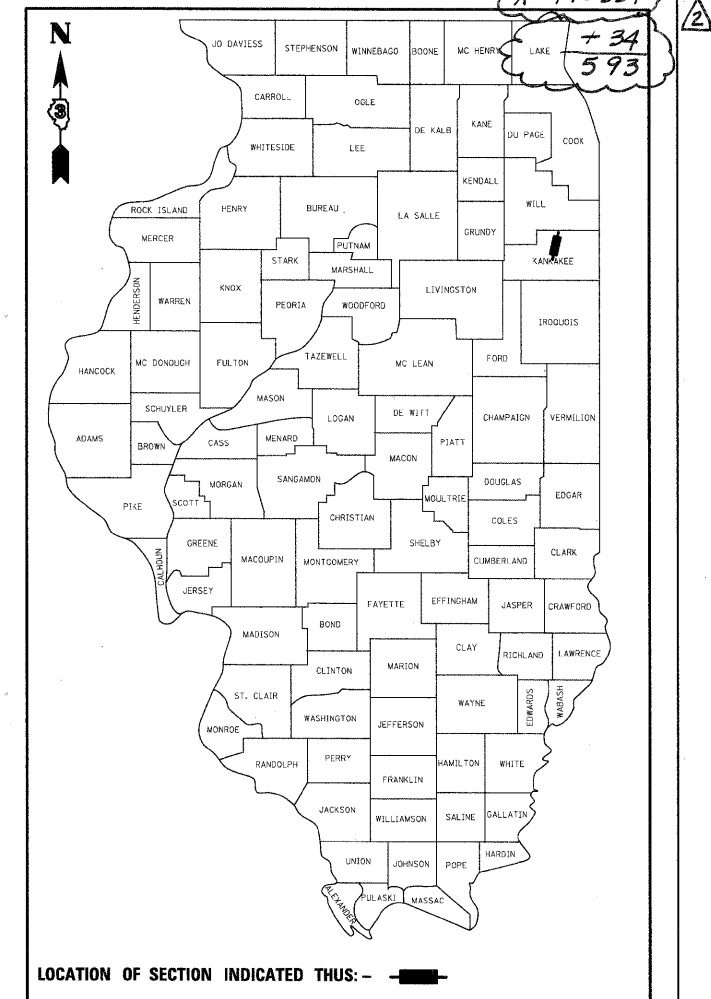 2
+ 34
593
N
3
JO DAVIESS STEPHENSON WINNEBAGO BOONE MC HENRY LAKE
CARROLL OGLE
DE KALB KANE DU PAGE COOK
WHITESIDE LEE
KENDALL
WILL
ROCK ISLAND HENRY BUREAU LA SALLE
GRUNDY
MERCER PUTNAM
KANKAKEE
STARK MARSHALL
HENDERSON WARREN KNOX PEORIA WOODFORD LIVINGSTON
IROQUOIS
HANCOCK MC DONOUGH FULTON TAZEWELL MC LEAN FORD
MASON
SCHUYLER LOGAN DE WITT CHAMPAIGN VERMILION
ADAMS BROWN CASS MENARD PIATT
MACON
MORGAN SANGAMON DOUGLAS
PIKE SCOTT MOULTRIE EDGAR
CHRISTIAN COLES
GREENE SHELBY
CALHOUN MACOUPIN MONTGOMERY CUMBERLAND CLARK
JERSEY
FAYETTE EFFINGHAM JASPER CRAWFORD
MADISON BOND
CLAY RICHLAND LAWRENCE
CLINTON MARION
ST. CLAIR WAYNE EDWARDS WABASH
MONROE WASHINGTON JEFFERSON
RANDOLPH PERRY HAMILTON WHITE
FRANKLIN
JACKSON WILLIAMSON SALINE GALLATIN
UNION JOHNSON POPE HARDIN
ALEXANDER PULASKI MASSAC
LOCATION OF SECTION INDICATED THUS: -